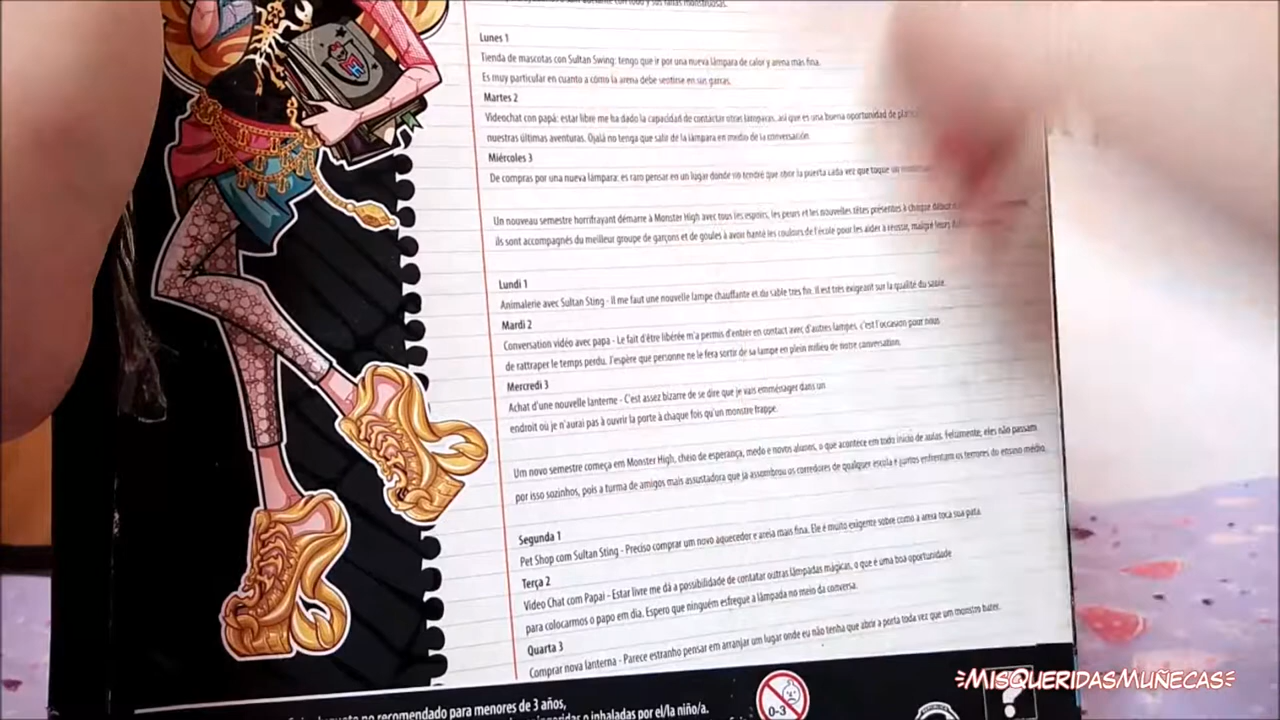 con todo y sus fallas monstruosas.
Lunes 1
Tienda de mascotas con Sultan Swing: tengo que ir por una nueva lámpara de calor y arena más fina.
Es muy particular en cuanto a cómo la arena debe sentirse en sus garras.
Martes 2
Videochat con papá: estar libre me ha dado la capacidad de contactar otras lámparas, así que es una buena oportunidad de
nuestras últimas aventuras. Ojalá no tenga que salir de la lámpara en medio de la conversación.
Miércoles 3
De compras por una nueva lámpara: es raro pensar en un lugar donde no tendré que abrir la puerta cada vez que toque un
Un nouveau semestre horrifrayant démarre à Monster High avec tous les espoirs, les peurs et les nouvelles têtes présentes à chaque
ils sont accompagnés du meilleur groupe de garçons et de goules à avoir hanté les couloirs de l'école pour les aider à réussir, malgré leurs
Lundi 1
Animalerie avec Sultan Sting - Il me faut une nouvelle lampe chauffante et du sable tres fin. Il est très exigeant sur la qualité du sable.
Mardi 2
Conversation vidéo avec papa - Le fait d'être libérée m'a permis d'entrer en contact avec d'autres lampes, c'est l'occasion pour nous
de rattraper le temps perdu. J'espère que personne ne le fera sortir de sa lampe en plein milieu de notre conversation.
Mercredi 3
Achat d'une nouvelle lanterne - C'est assez bizarre de se dire que je vais emménager dans un
endroit où je n'aurai pas à ouvrir la porte à chaque fois qu'un monstre frappe.
Um novo semestre começa em Monster High, cheio de esperança, medo e novos alunos, o que acontece em todo início de aulas. Felizmente, eles não passam
por isso sozinhos, pois a turma de amigos mais assustadora que já assombrou os corredores de qualquer escola e juntos enfrentam os terrores do ensino médio.
Segunda 1
Pet Shop com Sultan Sting - Preciso comprar um novo aquecedor e areia mais fina. Ele é muito exigente sobre como a areia toca sua pata.
Terça 2
Video Chat com Papai - Estar livre me dá a possibilidade de contatar outras lâmpadas mágicas, o que é uma boa oportunidade
para colocarmos o papo em dia. Espero que ninguém esfregue a lâmpada no meio da conversa.
Quarta 3
Comprar nova lanterna - Parece estranho pensar em arranjar um lugar onde eu não tenha que abrir a porta toda vez que um monstro bater.
no recomendado para menores de 3 años,
o inhaladas por el/la niño/a.
0-3
MISQUERIDASMUÑECAS